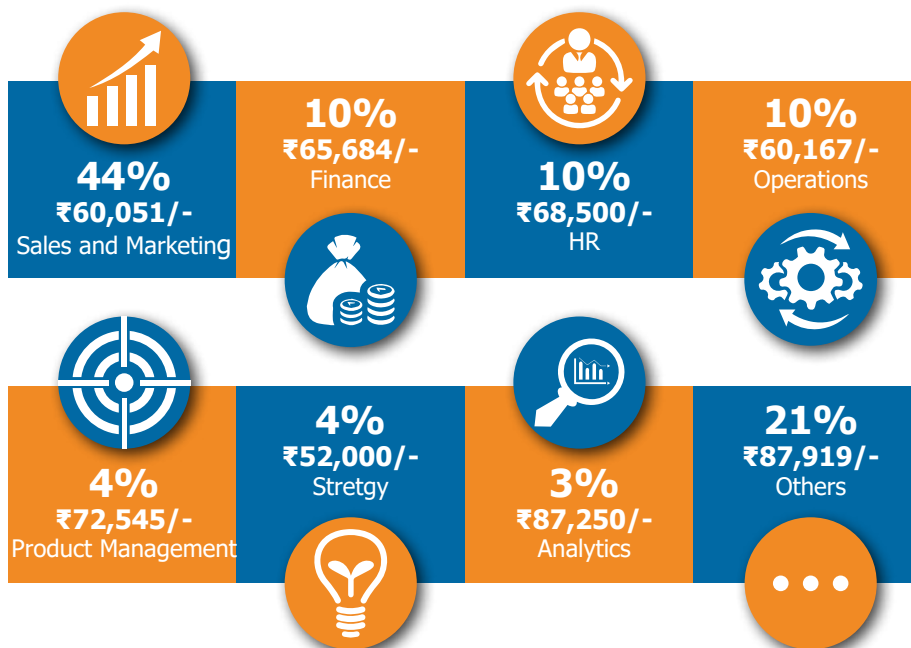 44%
₹60,051/-
Sales and Marketing
10%
₹65,684/-
Finance
10%
₹68,500/-
HR
10%
₹60,167/-
Operations
4%
₹72,545/-
Product Management
4%
₹52,000/-
Stretgy
3%
₹87,250/-
Analytics
21%
₹87,919/-
Others